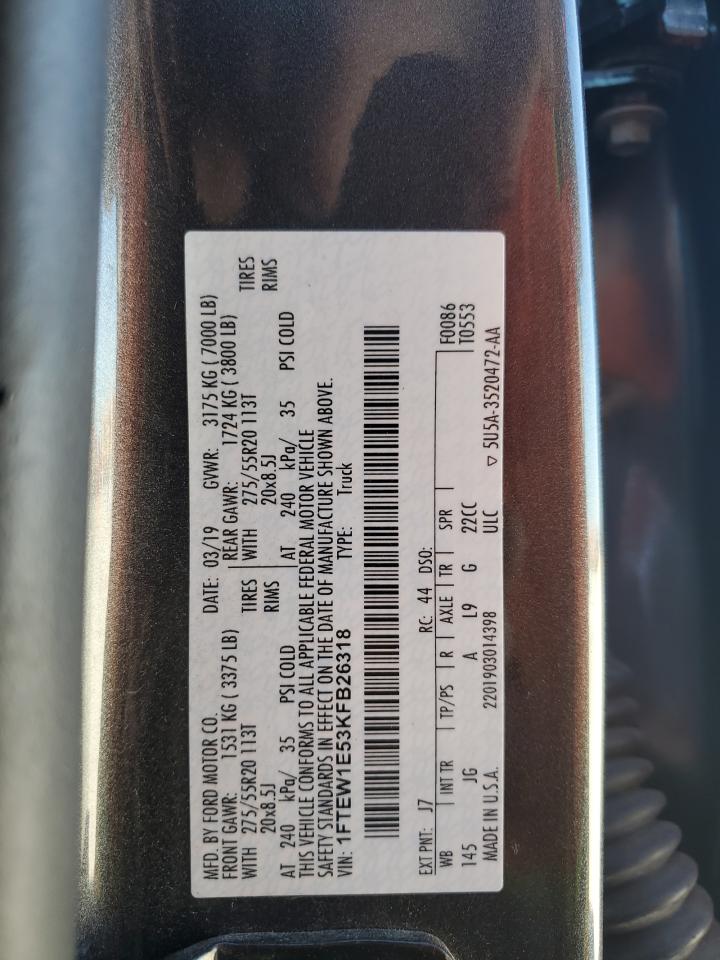 MFD. BY FORD MOTOR CO. DATE: 03/19 GVWR: 3175 KG ( 7000 LB)
FRONT GAWR: 1531 KG ( 3375 LB) REAR GAWR: 1724 KG ( 3800 LB)
WITH 275/55R20 113T TIRES WITH 275/55R20 113T TIRES
20x8.5J RIMS 20x8.5J RIMS
AT 240 kPa/ 35 PSI COLD AT 240 kPa/ 35 PSI COLD
THIS VEHICLE CONFORMS TO ALL APPLICABLE FEDERAL MOTOR VEHICLE
SAFETY STANDARDS IN EFFECT ON THE DATE OF MANUFACTURE SHOWN ABOVE.
VIN: 1FTEW1E53KFB26318 TYPE: Truck
EXT PNT: J7 RC: 44 DSO: F0086
WB INT TR TP/PS R AXLE TR SPR T0553
145 JG A L9 G 22CC
MADE IN U.S.A. 2201903014398 ULC ▽ 5U5A-3520472-AA